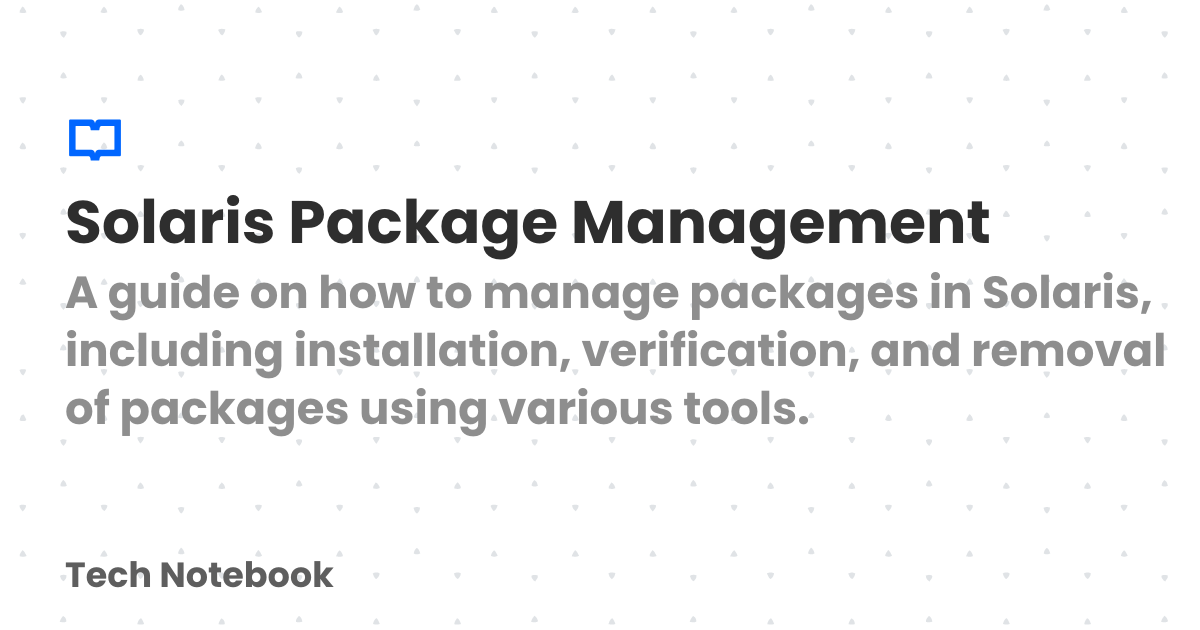 Solaris Package Management
A guide on how to manage packages in Solaris,
including installation, verification, and removal
of packages using various tools.
Tech Notebook